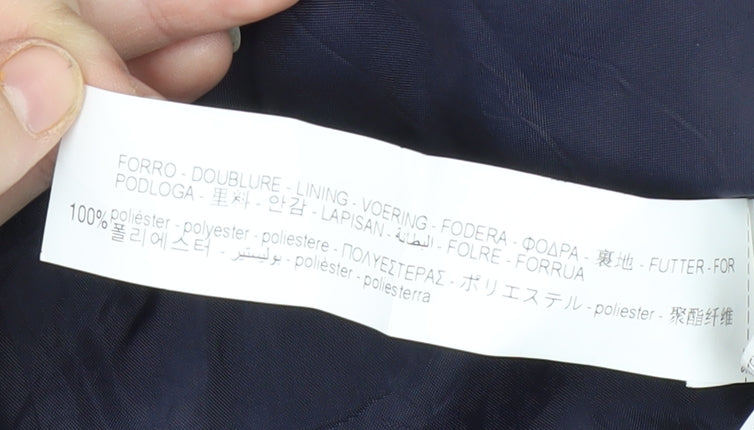 FORRO - DOUBLURE - LINING - VOERING - FODERA - ΦΟΔΡΑ - 裏地 - FUTTER - FOR
PODLOGA - 里料 - 안감 - LAPISAN - البطانة - FOLRE - FORRUA
100% poliéster - polyester - poliestere - ΠΟΛΥΕΣΤΕΡΑΣ - ポリエステル - poliester - 聚酯纤维
폴리에스터 - بوليستير - polièster - poliesterra